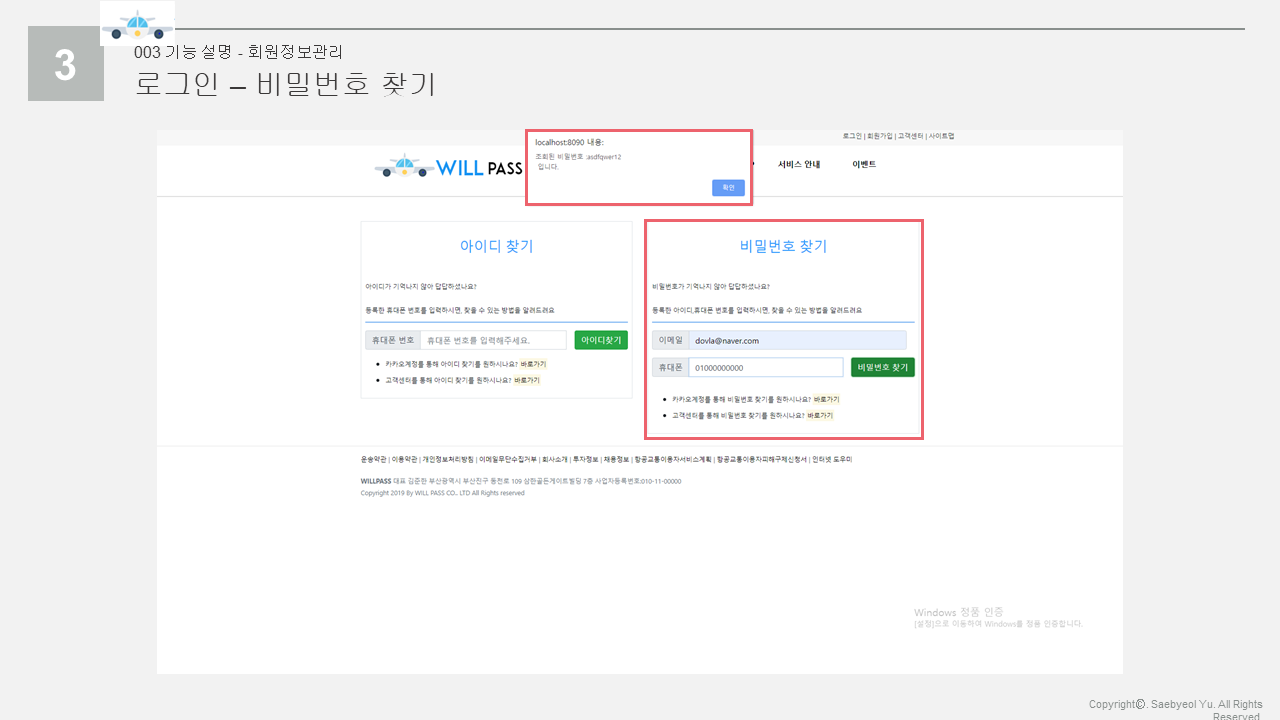 3
003 기능 설명 - 회원정보관리
로그인 – 비밀번호 찾기
로그인 | 회원가입 | 고객센터 | 사이트맵
WILL PASS
서비스 안내
이벤트
localhost:8090 내용:
조회된 비밀번호 :asdfqwer12
입니다.
확인
아이디 찾기
아이디가 기억나지 않아 답답하셨나요?
등록한 휴대폰 번호를 입력하시면, 찾을 수 있는 방법을 알려드려요
휴대폰 번호
휴대폰 번호를 입력해주세요.
아이디찾기
카카오계정를 통해 아이디 찾기를 원하시나요? 바로가기
고객센터를 통해 아이디 찾기를 원하시나요? 바로가기
비밀번호 찾기
비밀번호가 기억나지 않아 답답하셨나요?
등록한 아이디,휴대폰 번호를 입력하시면, 찾을 수 있는 방법을 알려드려요
이메일
dovla@naver.com
휴대폰
01000000000
비밀번호 찾기
카카오계정를 통해 비밀번호 찾기를 원하시나요? 바로가기
고객센터를 통해 비밀번호 찾기를 원하시나요? 바로가기
운송약관 | 이용약관 | 개인정보처리방침 | 이메일무단수집거부 | 회사소개 | 투자정보 | 채용정보 | 항공교통이용자서비스계획 | 항공교통이용자피해구제신청서 | 인터넷 도우미
WILLPASS 대표 김준한 부산광역시 부산진구 동천로 109 삼한골든게이트빌딩 7층 사업자등록번호:010-11-00000
Copyright 2019 By WILL PASS CO,. LTD All Rights reserved
Windows 정품 인증
[설정]으로 이동하여 Windows를 정품 인증합니다.
Copyright©. Saebyeol Yu. All Rights
Reserved.